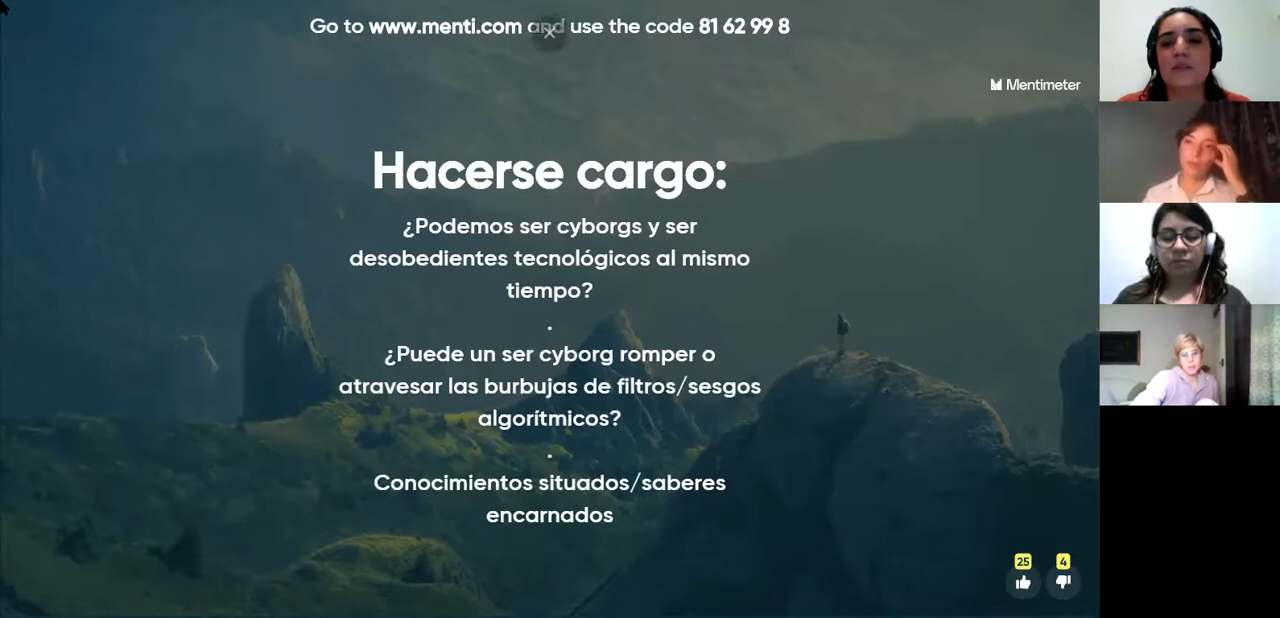 Go to www.menti.com and use the code 81 62 99 8
Mentimeter
Hacerse cargo:
¿Podemos ser cyborgs y ser
desobedientes tecnológicos al mismo
tiempo?
.
¿Puede un ser cyborg romper o
atravesar las burbujas de filtros/sesgos
algorítmicos?
.
Conocimientos situados/saberes
encarnados
25 4